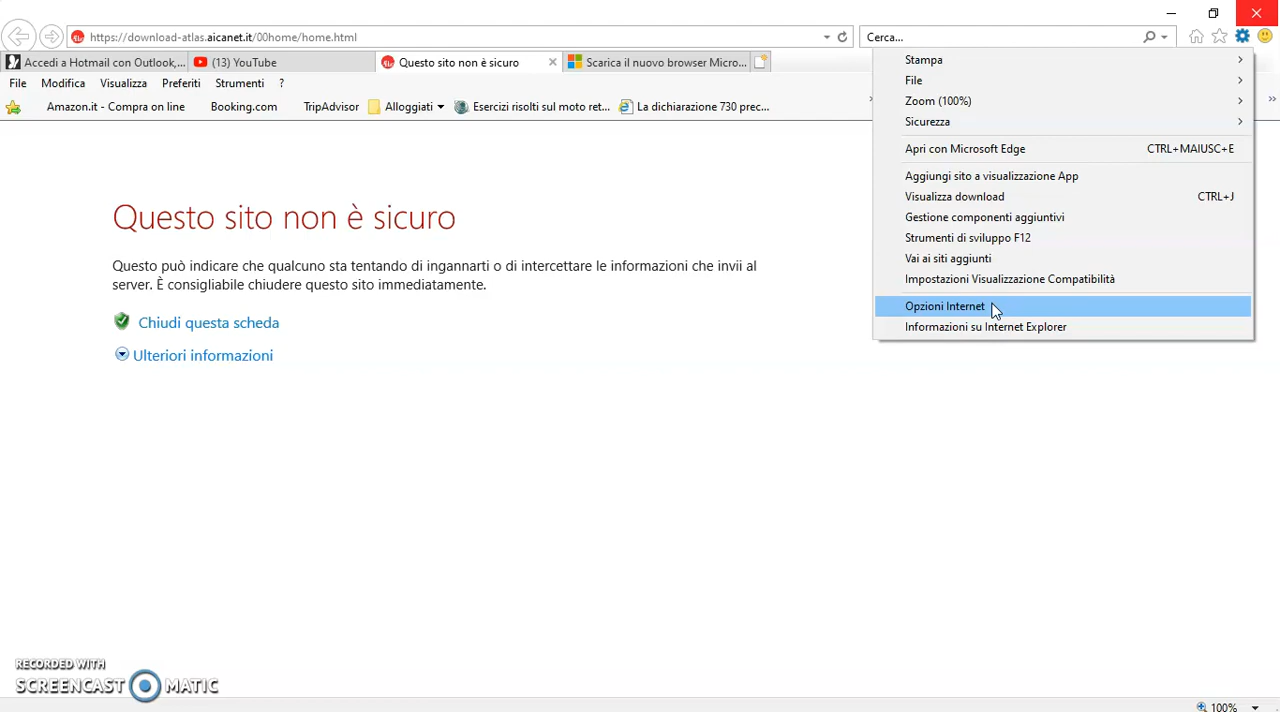 https://download-atlas.aicanet.it/00home/home.html
Cerca...
Accedi a Hotmail con Outlook,...
(13) YouTube
Questo sito non è sicuro
Scarica il nuovo browser Micro...
File Modifica Visualizza Preferiti Strumenti ?
Amazon.it - Compra on line Booking.com TripAdvisor Alloggiati Esercizi risolti sul moto ret... La dichiarazione 730 prec... »
Stampa
File
Zoom (100%)
Sicurezza
Apri con Microsoft Edge CTRL+MAIUSC+E
Aggiungi sito a visualizzazione App
Visualizza download CTRL+J
Gestione componenti aggiuntivi
Strumenti di sviluppo F12
Vai ai siti aggiunti
Impostazioni Visualizzazione Compatibilità
Opzioni Internet
Informazioni su Internet Explorer
Questo sito non è sicuro
Questo può indicare che qualcuno sta tentando di ingannarti o di intercettare le informazioni che invii al
server. È consigliabile chiudere questo sito immediatamente.
Chiudi questa scheda
Ulteriori informazioni
RECORDED WITH
SCREENCAST MATIC
100%